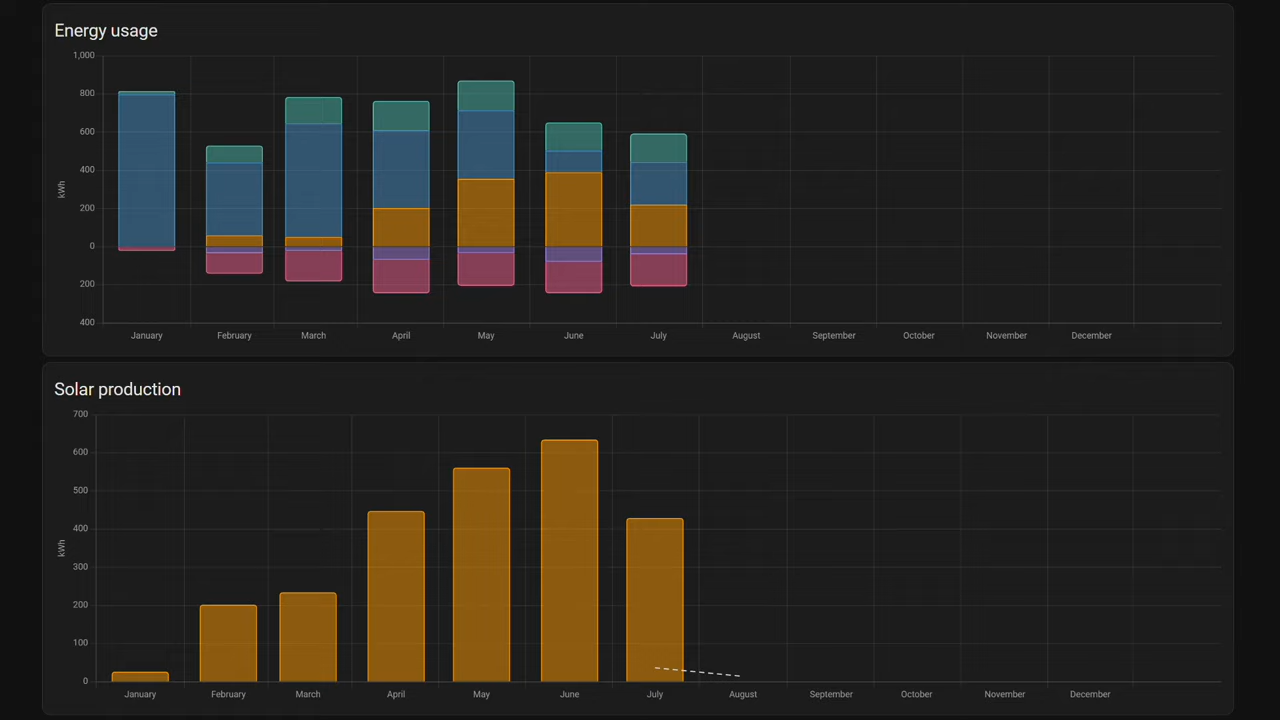 Energy usage
1,000
800
600
400
200
0
200
400
kWh
January February March April May June July August September October November December
Solar production
700
600
500
400
300
200
100
0
kWh
January February March April May June July August September October November December